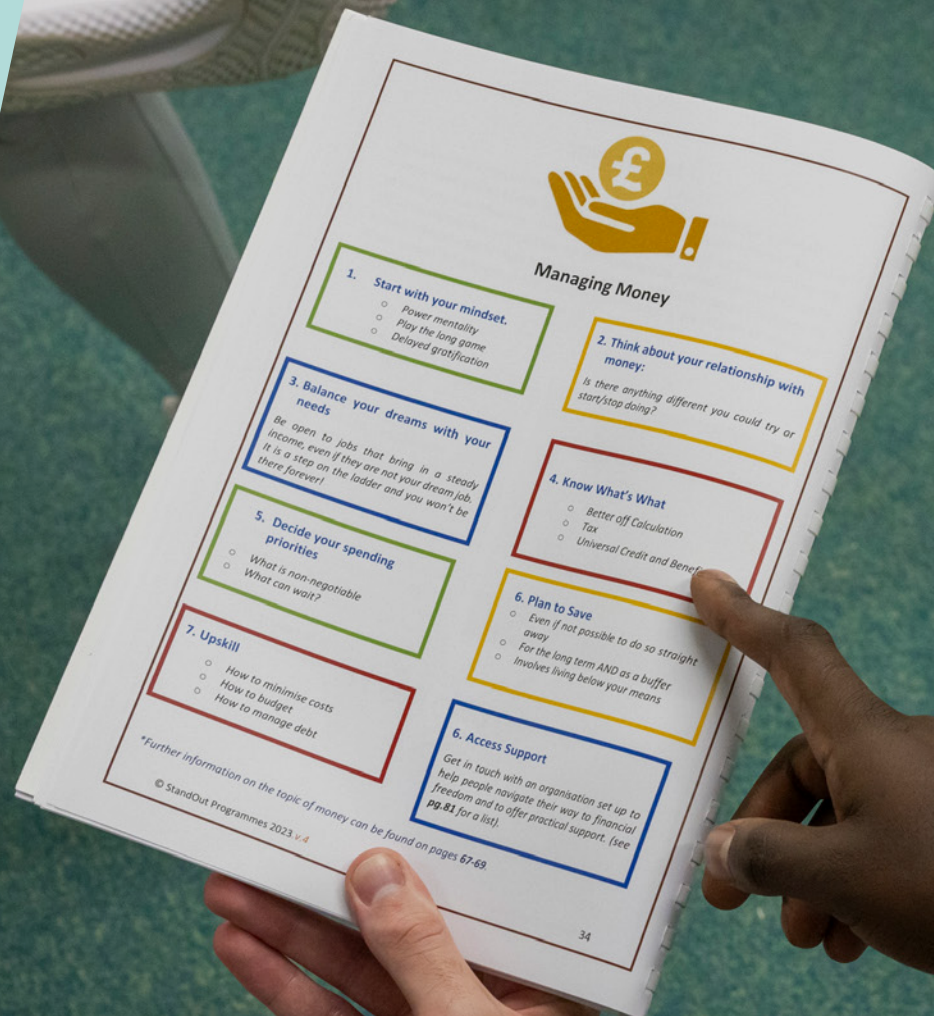 £
Managing Money
1. Start with your mindset.
○ Power mentality
○ Play the long game
○ Delayed gratification
2. Think about your relationship with
money:
Is there anything different you could try or
start/stop doing?
3. Balance your dreams with your
needs
Be open to jobs that bring in a steady
income, even if they are not your dream job.
It is a step on the ladder and you won't be
there forever!
4. Know What's What
○ Better off Calculation
○ Tax
○ Universal Credit and
5. Decide your spending
priorities
○ What is non-negotiable
○ What can wait?
6. Plan to Save
○ Even if not possible to do so straight
away
○ For the long term AND as a buffer
○ Involves living below your means
7. Upskill
○ How to minimise costs
○ How to budget
○ How to manage debt
6. Access Support
Get in touch with an organisation set up to
help people navigate their way to financial
freedom and to offer practical support. (see
pg.81 for a list).
*Further information on the topic of money can be found on pages 67-69.
© StandOut Programmes 2023 v.4
34